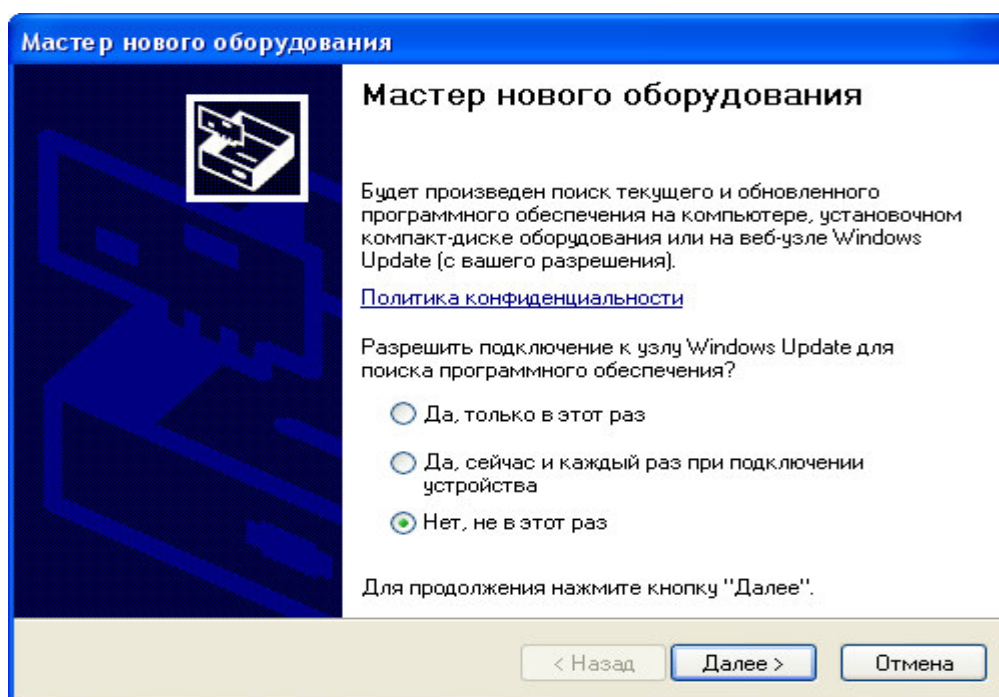 Мастер нового оборудования
Мастер нового оборудования
Будет произведен поиск текущего и обновленного
программного обеспечения на компьютере, установочном
компакт-диске оборудования или на веб-узле Windows
Update (с вашего разрешения).
Политика конфиденциальности
Разрешить подключение к узлу Windows Update для
поиска программного обеспечения?
Да, только в этот раз
Да, сейчас и каждый раз при подключении
устройства
Нет, не в этот раз
Для продолжения нажмите кнопку "Далее".
< Назад Далее > Отмена